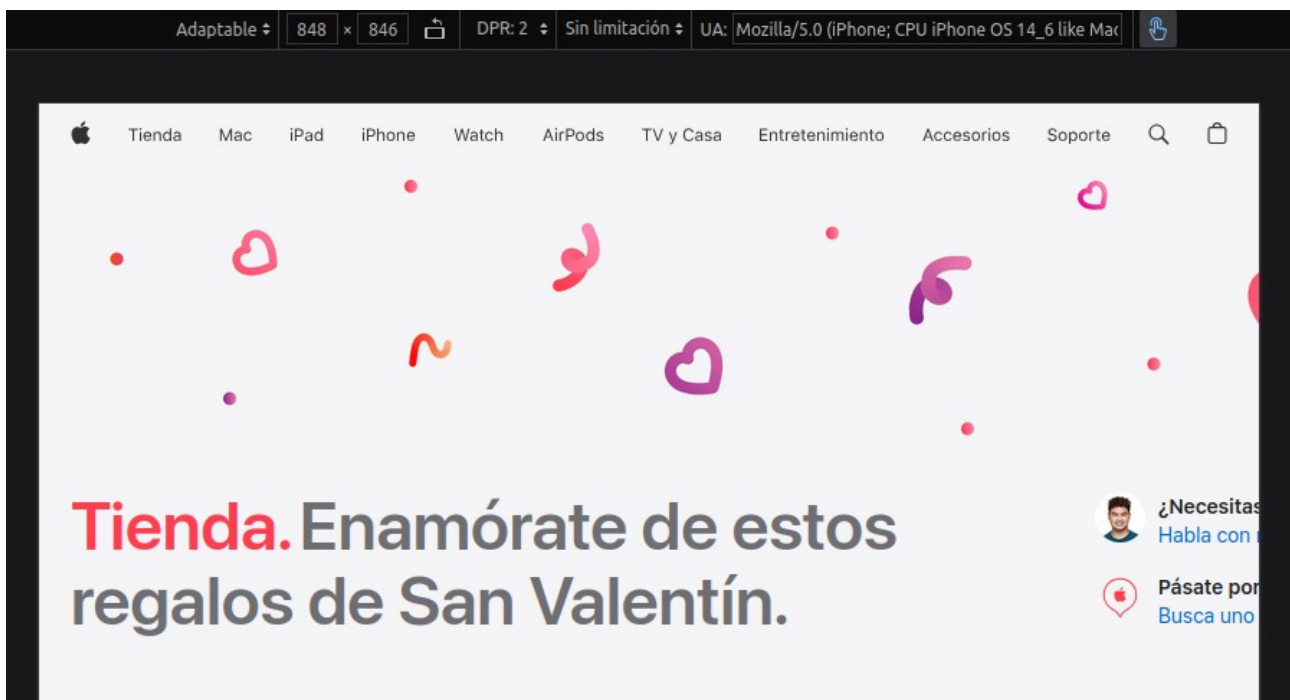 Adaptable 848 × 846 DPR: 2 Sin limitación UA: Mozilla/5.0 (iPhone; CPU iPhone OS 14_6 like Mac
Tienda Mac iPad iPhone Watch AirPods TV y Casa Entretenimiento Accesorios Soporte
Tienda. Enamórate de estos
regalos de San Valentín.
¿Necesitas
Habla con
Pásate por
Busca uno